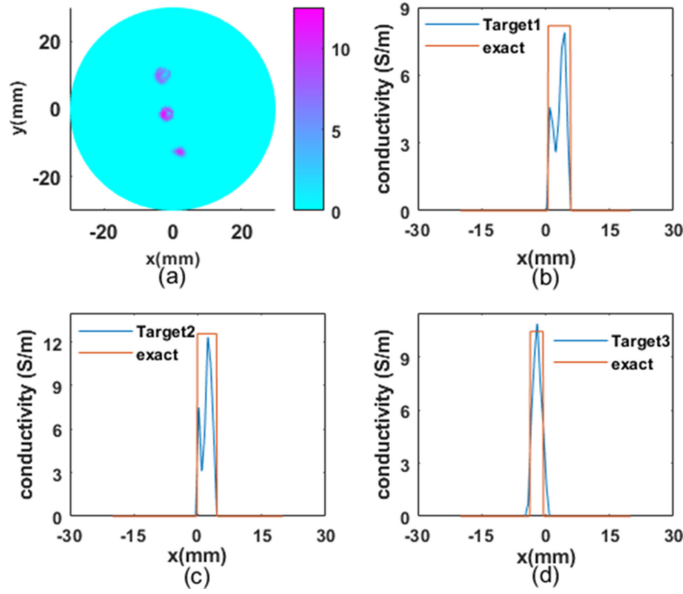 30
20
0
-20
-30
y(mm)
-20 0 20
x(mm)
(a)
10
5
0
9
6
3
0
conductivity (S/m)
Target1
exact
-30 -15 0 15 30
x(mm)
(b)
12
9
6
3
0
conductivity (S/m)
Target2
exact
-30 -15 0 15 30
x(mm)
(c)
9
6
3
0
conductivity (S/m)
Target3
exact
-30 -15 0 15 30
x(mm)
(d)